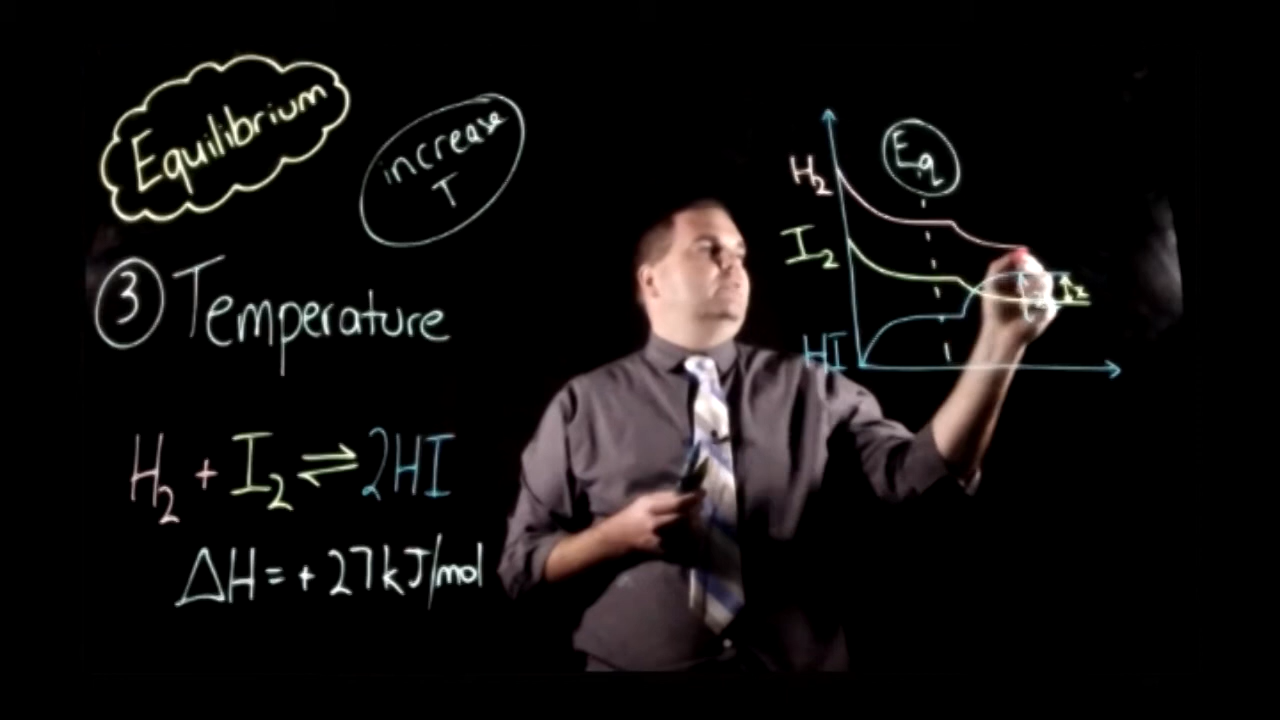 Equilibrium
increase
T
③ Temperature
H₂ + I₂ ⇌ 2HI
ΔH = + 27 kJ/mol
Eq
H₂
I₂
HI